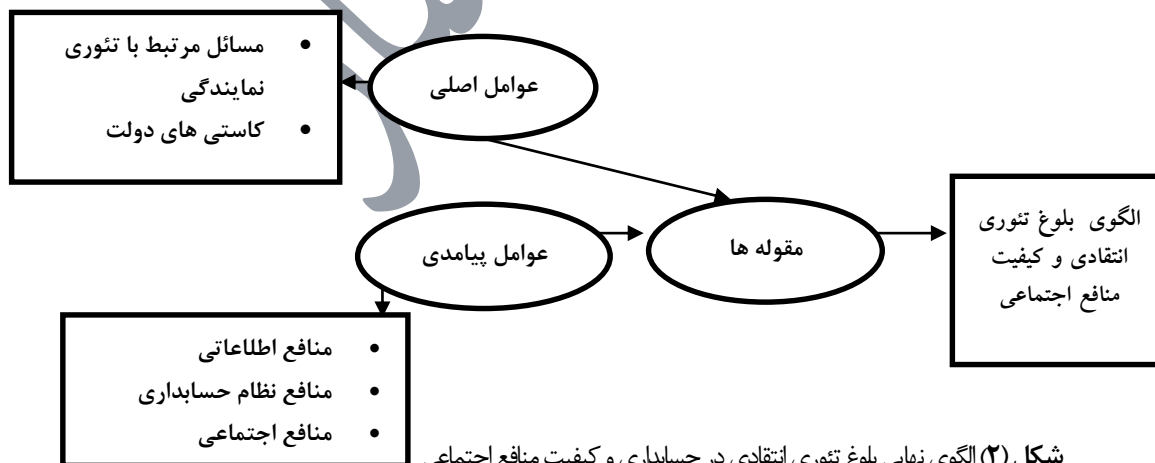 مسائل مرتبط با تئوری
نمایندگی
کاستی های دولت
عوامل اصلی
الگوی بلوغ تئوری
انتقادی و کیفیت
منافع اجتماعی
مقوله ها
عوامل پیامدی
منافع اطلاعاتی
منافع نظام حسابداری
منافع اجتماعی
شکل (۲) الگوی نهایی بلوغ تئوری انتقادی در حسابداری و کیفیت منافع اجتماعی